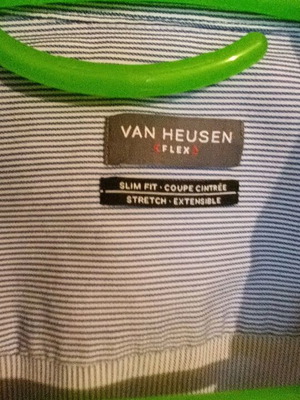 VAN HEUSEN
FLEX
SLIM FIT · COUPE CINTRÉE
STRETCH · EXTENSIBLE